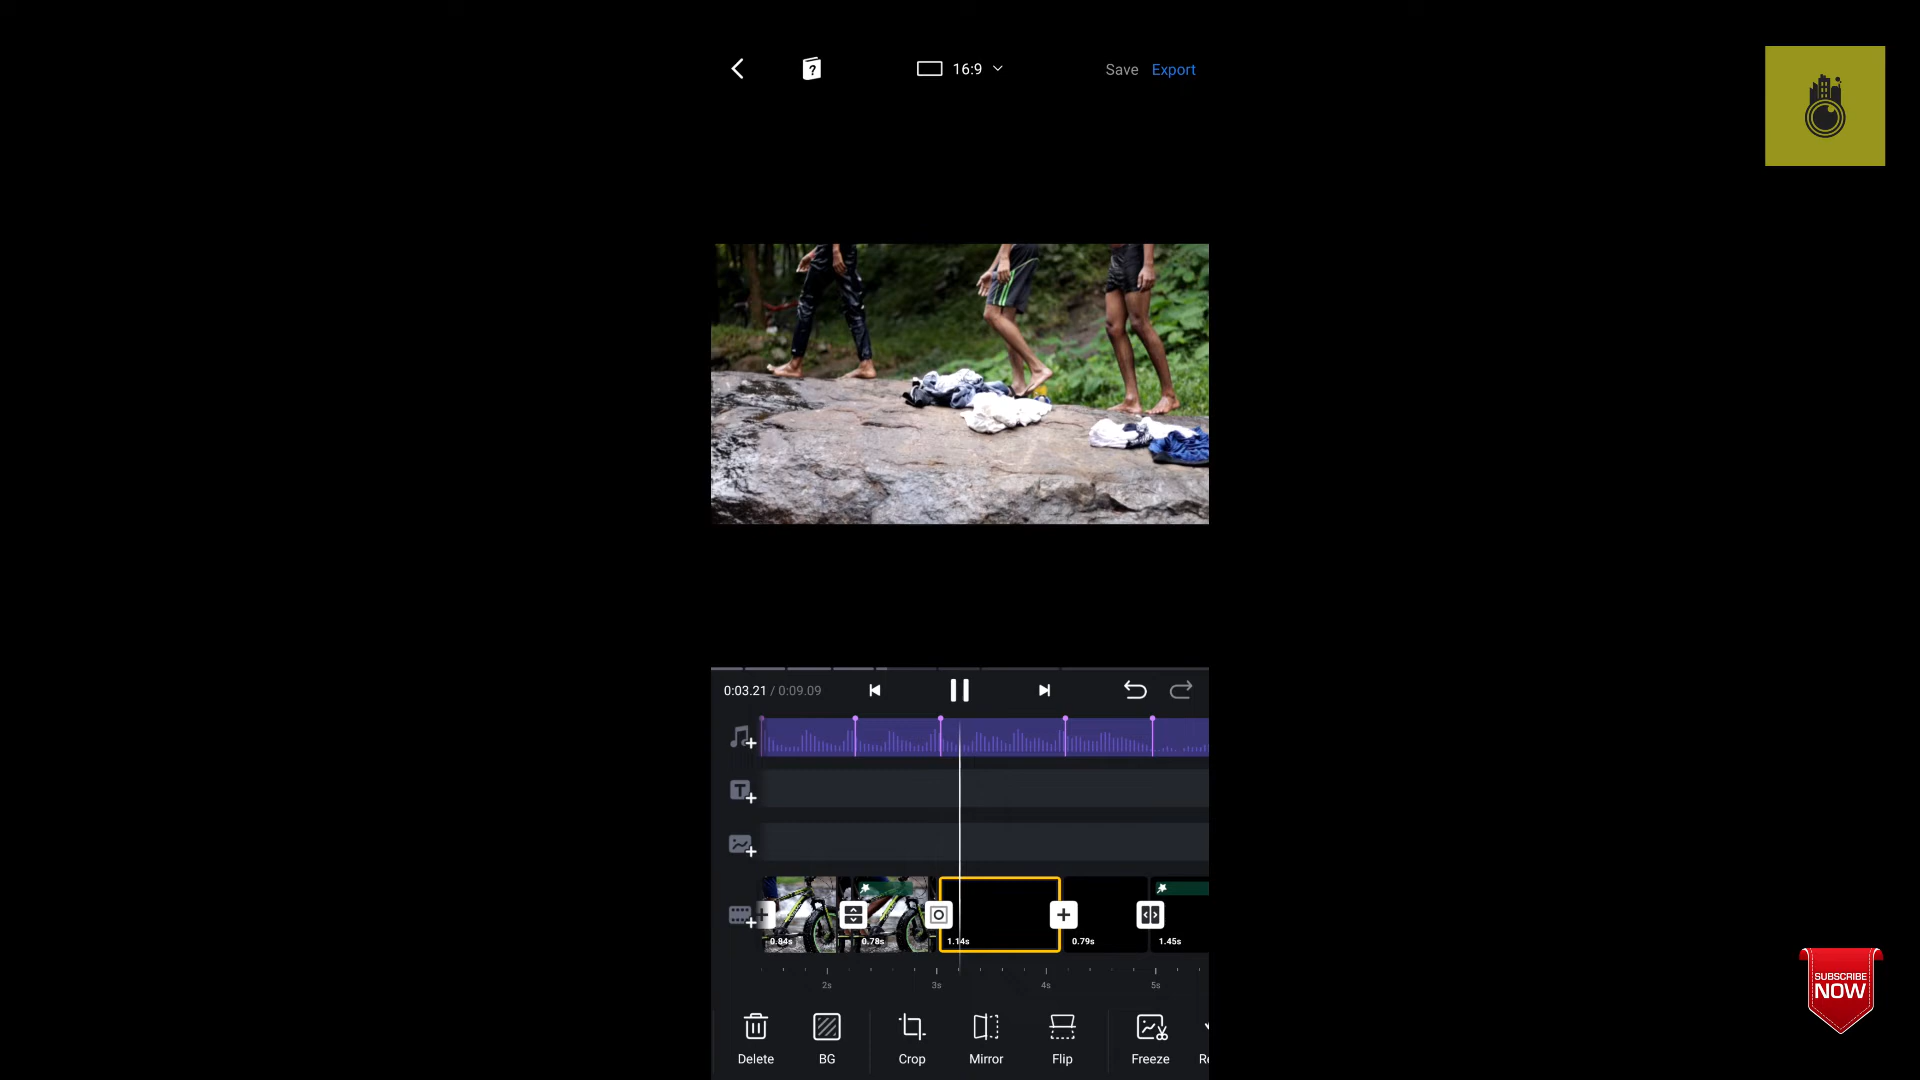 16:9
Save Export
0:03.21 / 0:09.09
T
0.84s 0.78s 1.14s 0.79s 1.45s
2s 3s 4s 5s
Delete BG Crop Mirror Flip Freeze
SUBSCRIBE
NOW